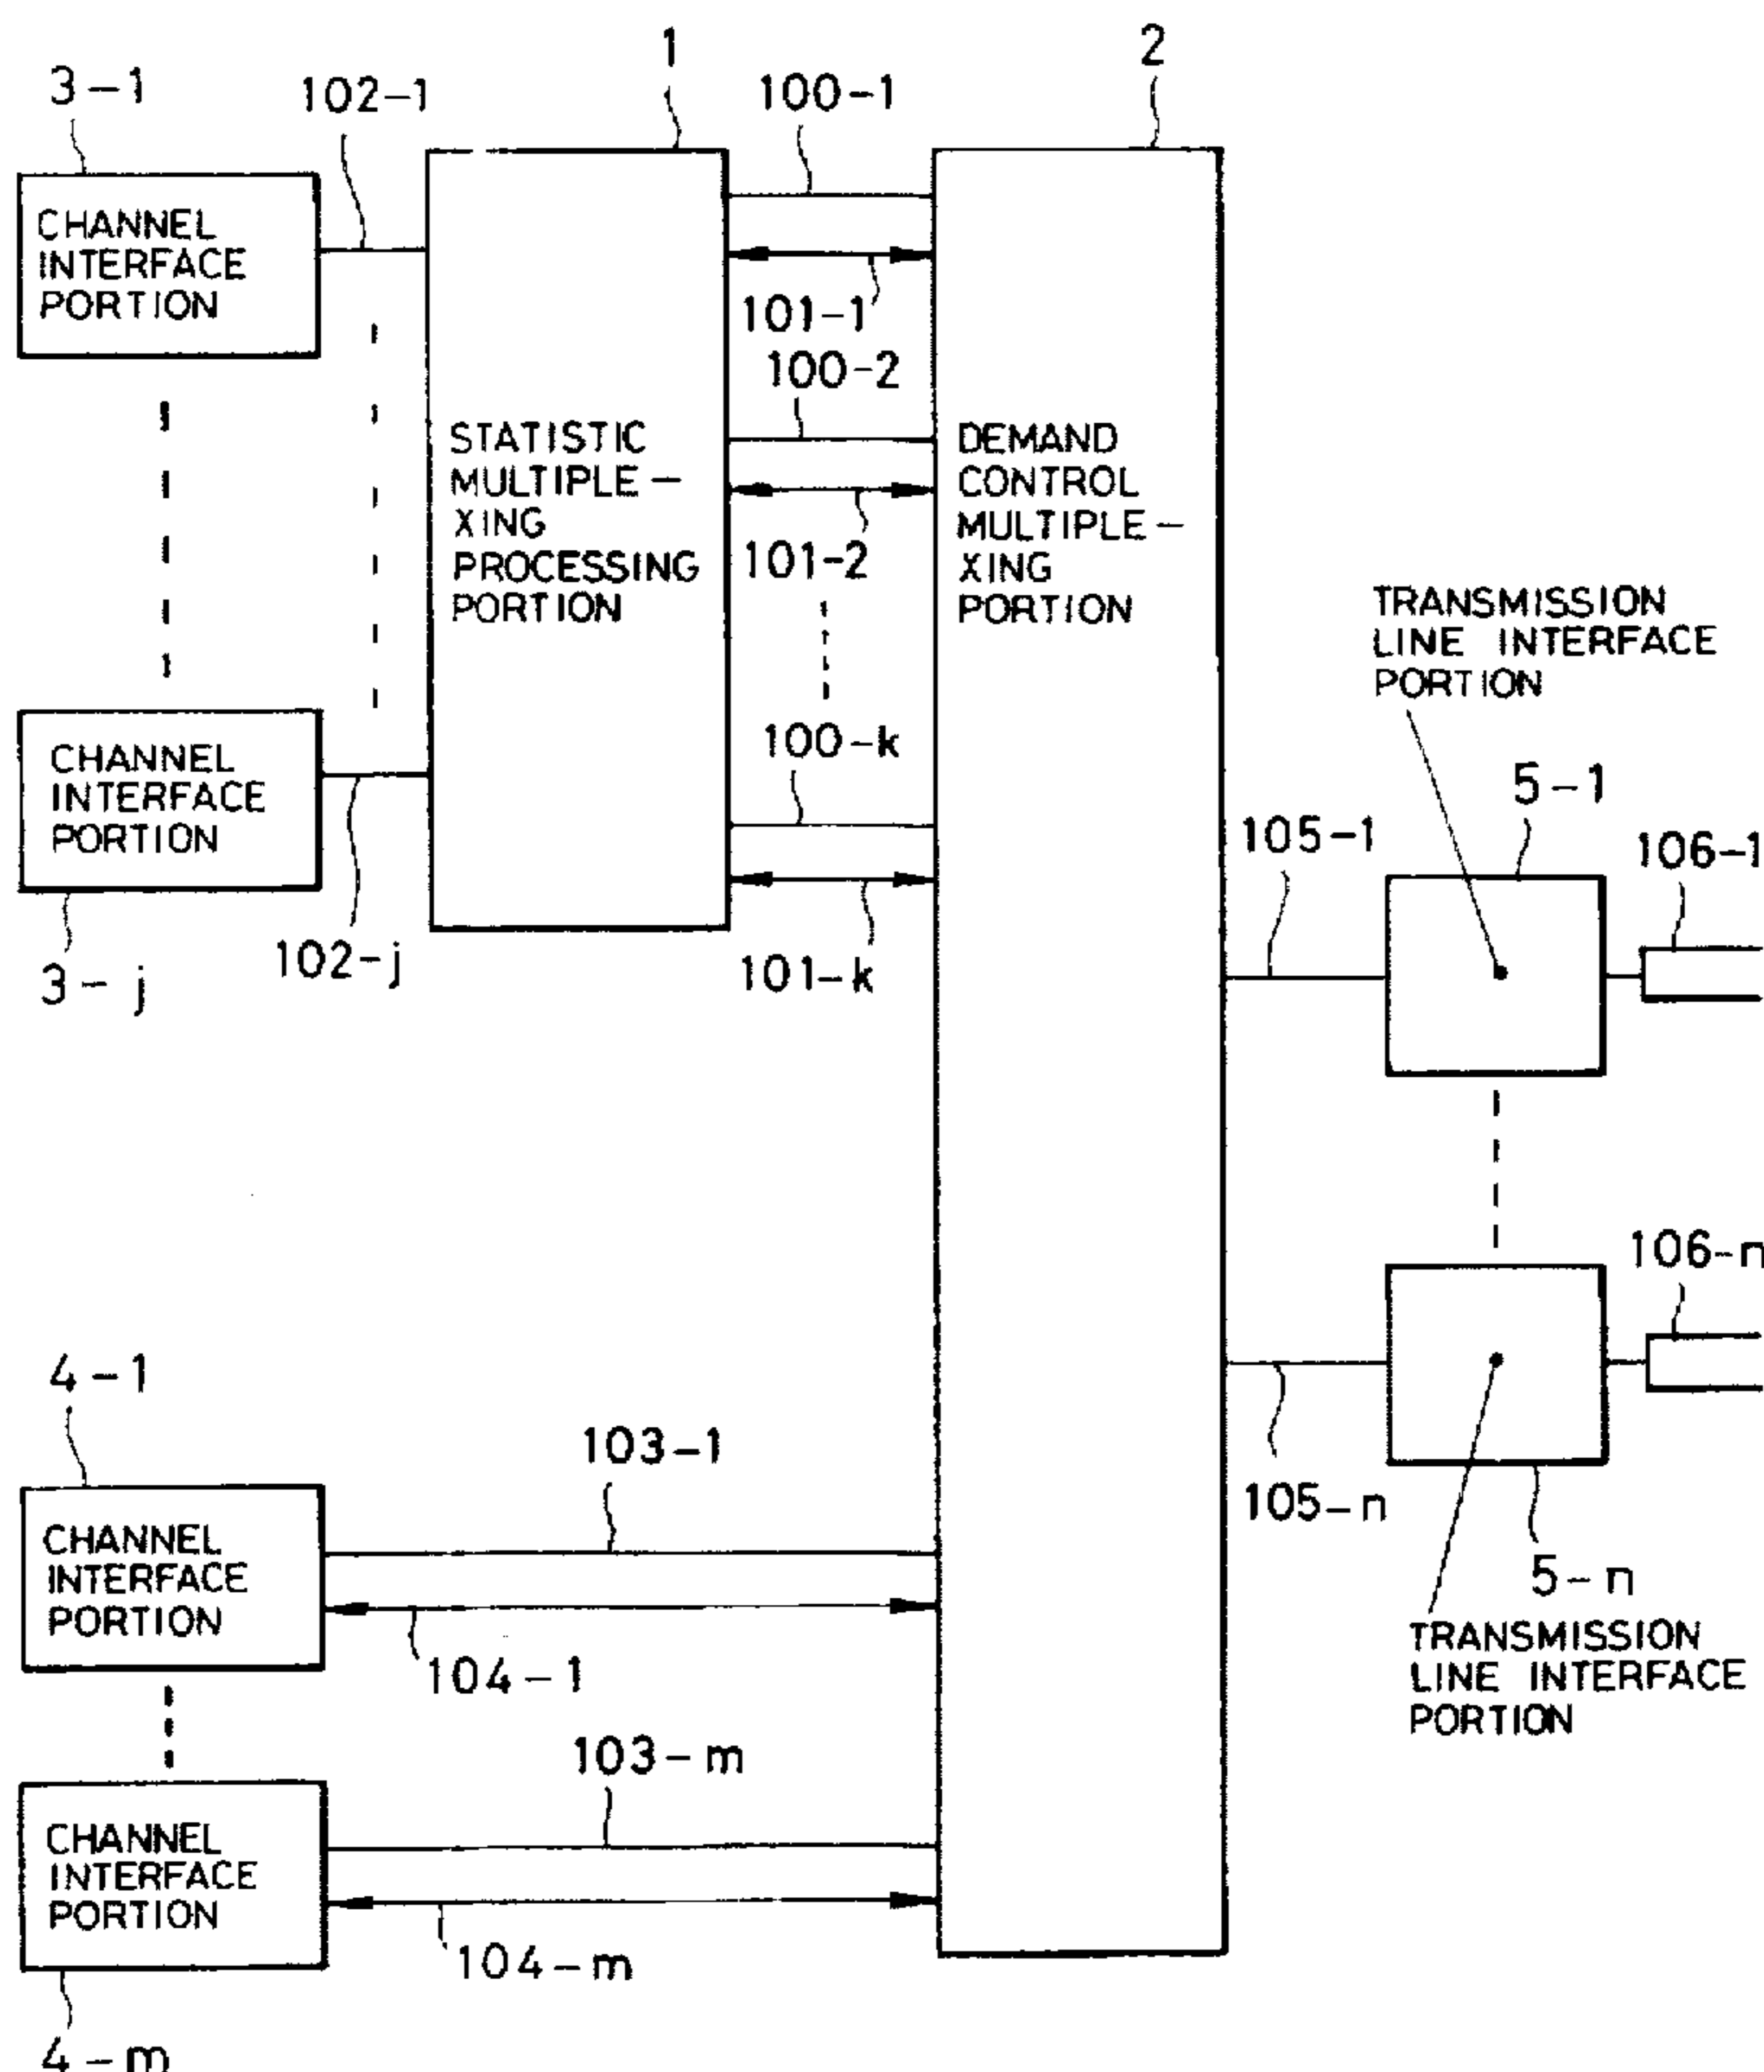 1
2
3-1
102-1
100-1
CHANNEL
INTERFACE
PORTION
101-1
100-2
STATISTIC
MULTIPLE-
XING
PROCESSING
PORTION
101-2
DEMAND
CONTROL
MULTIPLE-
XING
PORTION
TRANSMISSION
LINE INTERFACE
PORTION
100-k
CHANNEL
INTERFACE
PORTION
5-1
105-1
106-1
3-j
102-j
101-k
106-n
4-1
103-1
105-n
CHANNEL
INTERFACE
PORTION
5-n
104-1
TRANSMISSION
LINE INTERFACE
PORTION
103-m
CHANNEL
INTERFACE
PORTION
104-m
4-m